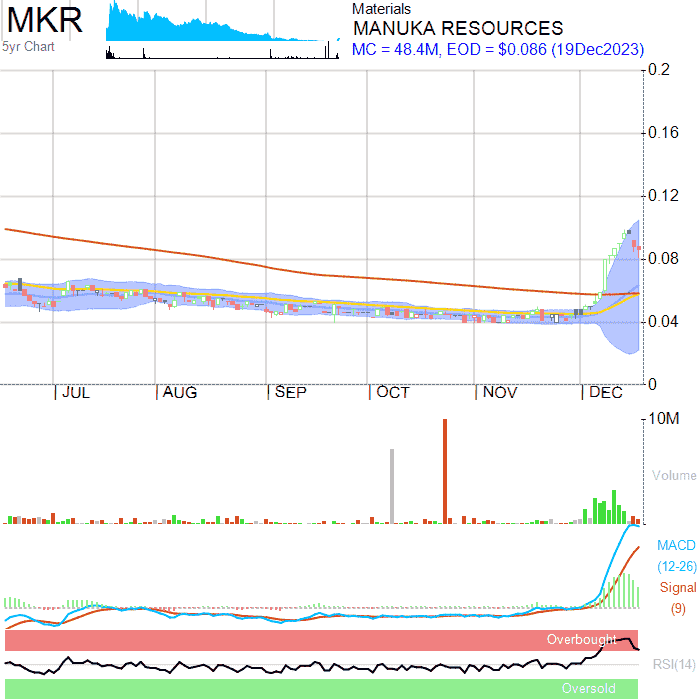 MKR
5yr Chart
Materials
MANUKA RESOURCES
MC = 48.4M, EOD = $0.086 (19Dec2023)
0.2
0.16
0.12
0.08
0.04
0
JUL
AUG
SEP
OCT
NOV
DEC
10M
Volume
MACD
(12-26)
Signal
(9)
Overbought
RSI(14)
Oversold